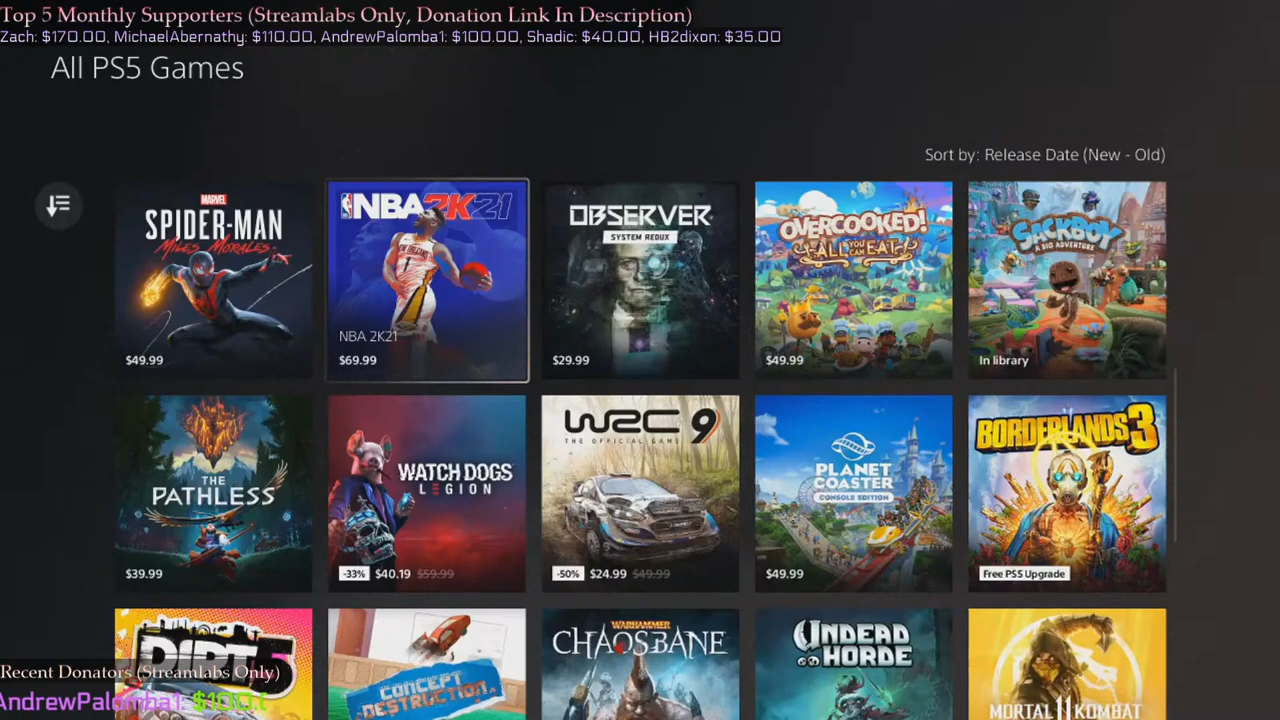 Top 5 Monthly Supporters (Streamlabs Only, Donation Link In Description)
Zach: $170.00, MichaelAbernathy: $110.00, AndrewPalomba1: $100.00, Shadic: $40.00, HB2dixon: $35.00
All PS5 Games
Sort by: Release Date (New - Old)
MARVEL
SPIDER-MAN
MILES MORALES
$49.99
NBA 2K21
NEW ORLEANS
1
NBA 2K21
$69.99
OBSERVER
SYSTEM REDUX
$29.99
OVERCOOKED!
ALL YOU CAN EAT
$49.99
SACKBOY
A BIG ADVENTURE
In library
THE
PATHLESS
$39.99
WATCH DOGS
LEGION
-33% $40.19 $59.99
WRC 9
THE OFFICIAL GAME
-50% $24.99 $49.99
PLANET
COASTER
CONSOLE EDITION
$49.99
BORDERLANDS 3
Free PS5 Upgrade
DIRT 5
CONCEPT
DESTRUCTION
WARHAMMER
CHAOSBANE
UNDEAD
HORDE
MORTAL KOMBAT
11
Recent Donators (Streamlabs Only)
AndrewPalomba1: $100.